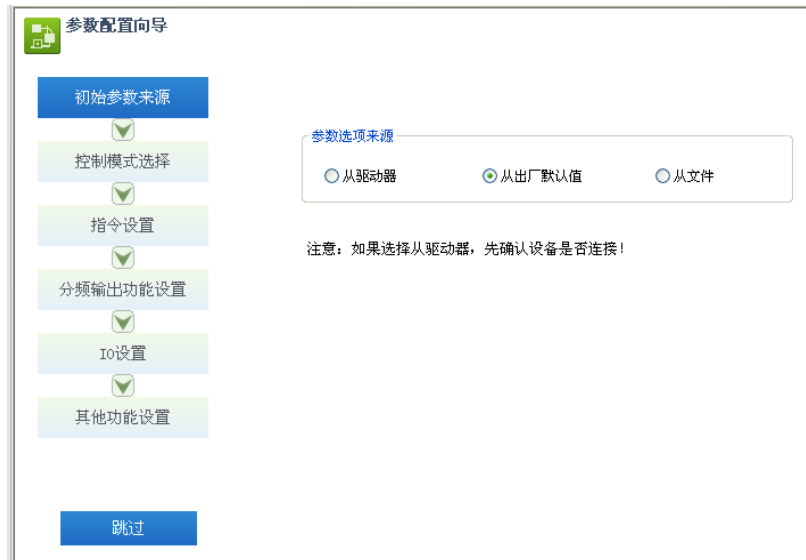 参数配置向导
初始参数来源
控制模式选择
指令设置
分频输出功能设置
IO设置
其他功能设置
跳过
参数选项来源
从驱动器 从出厂默认值 从文件
注意：如果选择从驱动器，先确认设备是否连接！